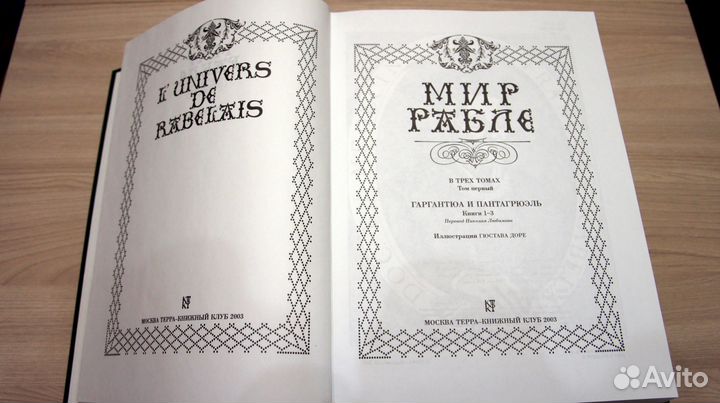 L'UNIVERS
DE
RABELAIS
МОСКВА ТЕРРА–КНИЖНЫЙ КЛУБ 2003
МИР
РАБЛЕ
В ТРЕХ ТОМАХ
Том первый
ГАРГАНТЮА И ПАНТАГРЮЭЛЬ
Книги 1–3
Перевод Николая Любимова
Иллюстрации ГЮСТАВА ДОРЕ
МОСКВА ТЕРРА–КНИЖНЫЙ КЛУБ 2003
Avito